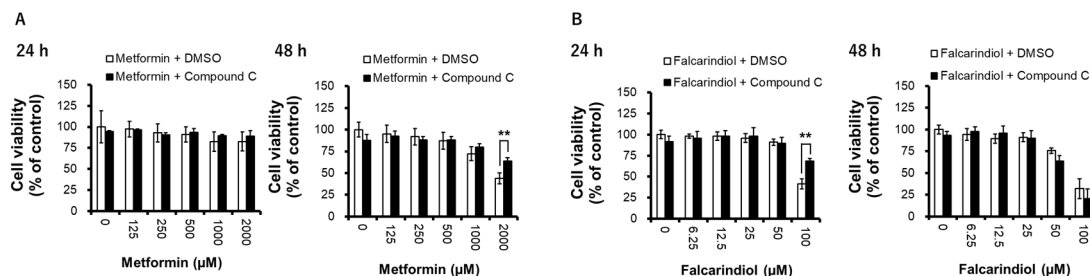 A
24 h
Metformin + DMSO
Metformin + Compound C
Cell viability
(% of control)
150
125
100
75
50
25
0
0
125
250
500
1000
2000
Metformin (µM)
48 h
Metformin + DMSO
Metformin + Compound C
Cell viability
(% of control)
150
125
100
75
50
25
0
**
0
125
250
500
1000
2000
Metformin (µM)
B
24 h
Falcarindiol + DMSO
Falcarindiol + Compound C
Cell viability
(% of control)
150
125
100
75
50
25
0
**
0
6.25
12.5
25
50
100
Falcarindiol (µM)
48 h
Falcarindiol + DMSO
Falcarindiol + Compound C
Cell viability
(% of control)
150
125
100
75
50
25
0
0
6.25
12.5
25
50
100
Falcarindiol (µM)